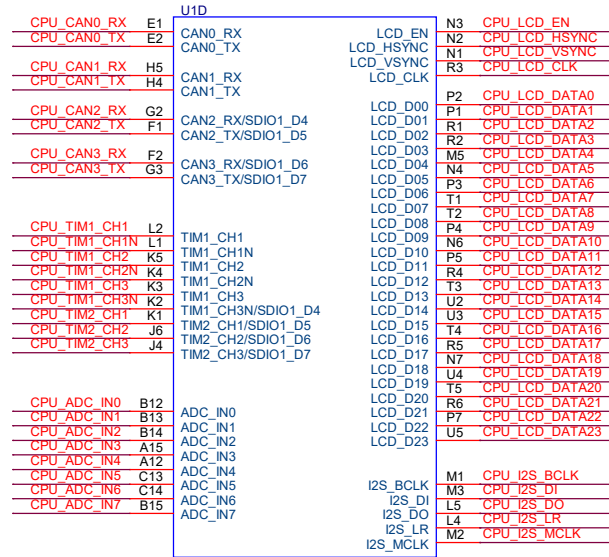 U1D
CPU_CAN0_RX E1 CAN0_RX
CPU_CAN0_TX E2 CAN0_TX
CPU_CAN1_RX H5 CAN1_RX
CPU_CAN1_TX H4 CAN1_TX
CPU_CAN2_RX G2 CAN2_RX/SDIO1_D4
CPU_CAN2_TX F1 CAN2_TX/SDIO1_D5
CPU_CAN3_RX F2 CAN3_RX/SDIO1_D6
CPU_CAN3_TX G3 CAN3_TX/SDIO1_D7
CPU_TIM1_CH1 L2 TIM1_CH1
CPU_TIM1_CH1N L1 TIM1_CH1N
CPU_TIM1_CH2 K5 TIM1_CH2
CPU_TIM1_CH2N K4 TIM1_CH2N
CPU_TIM1_CH3 K3 TIM1_CH3
CPU_TIM1_CH3N K2 TIM1_CH3N/SDIO1_D4
CPU_TIM2_CH1 K1 TIM2_CH1/SDIO1_D5
CPU_TIM2_CH2 J6 TIM2_CH2/SDIO1_D6
CPU_TIM2_CH3 J4 TIM2_CH3/SDIO1_D7
CPU_ADC_IN0 B12 ADC_IN0
CPU_ADC_IN1 B13 ADC_IN1
CPU_ADC_IN2 B14 ADC_IN2
CPU_ADC_IN3 A15 ADC_IN3
CPU_ADC_IN4 A12 ADC_IN4
CPU_ADC_IN5 C13 ADC_IN5
CPU_ADC_IN6 C14 ADC_IN6
CPU_ADC_IN7 B15 ADC_IN7
LCD_EN N3 CPU_LCD_EN
LCD_HSYNC N2 CPU_LCD_HSYNC
LCD_VSYNC N1 CPU_LCD_VSYNC
LCD_CLK R3 CPU_LCD_CLK
LCD_D00 P2 CPU_LCD_DATA0
LCD_D01 P1 CPU_LCD_DATA1
LCD_D02 R1 CPU_LCD_DATA2
LCD_D03 R2 CPU_LCD_DATA3
LCD_D04 M5 CPU_LCD_DATA4
LCD_D05 N4 CPU_LCD_DATA5
LCD_D06 P3 CPU_LCD_DATA6
LCD_D07 T1 CPU_LCD_DATA7
LCD_D08 T2 CPU_LCD_DATA8
LCD_D09 P4 CPU_LCD_DATA9
LCD_D10 N6 CPU_LCD_DATA10
LCD_D11 P5 CPU_LCD_DATA11
LCD_D12 R4 CPU_LCD_DATA12
LCD_D13 T3 CPU_LCD_DATA13
LCD_D14 U2 CPU_LCD_DATA14
LCD_D15 U3 CPU_LCD_DATA15
LCD_D16 T4 CPU_LCD_DATA16
LCD_D17 R5 CPU_LCD_DATA17
LCD_D18 N7 CPU_LCD_DATA18
LCD_D19 U4 CPU_LCD_DATA19
LCD_D20 T5 CPU_LCD_DATA20
LCD_D21 R6 CPU_LCD_DATA21
LCD_D22 P7 CPU_LCD_DATA22
LCD_D23 U5 CPU_LCD_DATA23
I2S_BCLK M1 CPU_I2S_BCLK
I2S_DI M3 CPU_I2S_DI
I2S_DO L5 CPU_I2S_DO
I2S_LR L4 CPU_I2S_LR
I2S_MCLK M2 CPU_I2S_MCLK